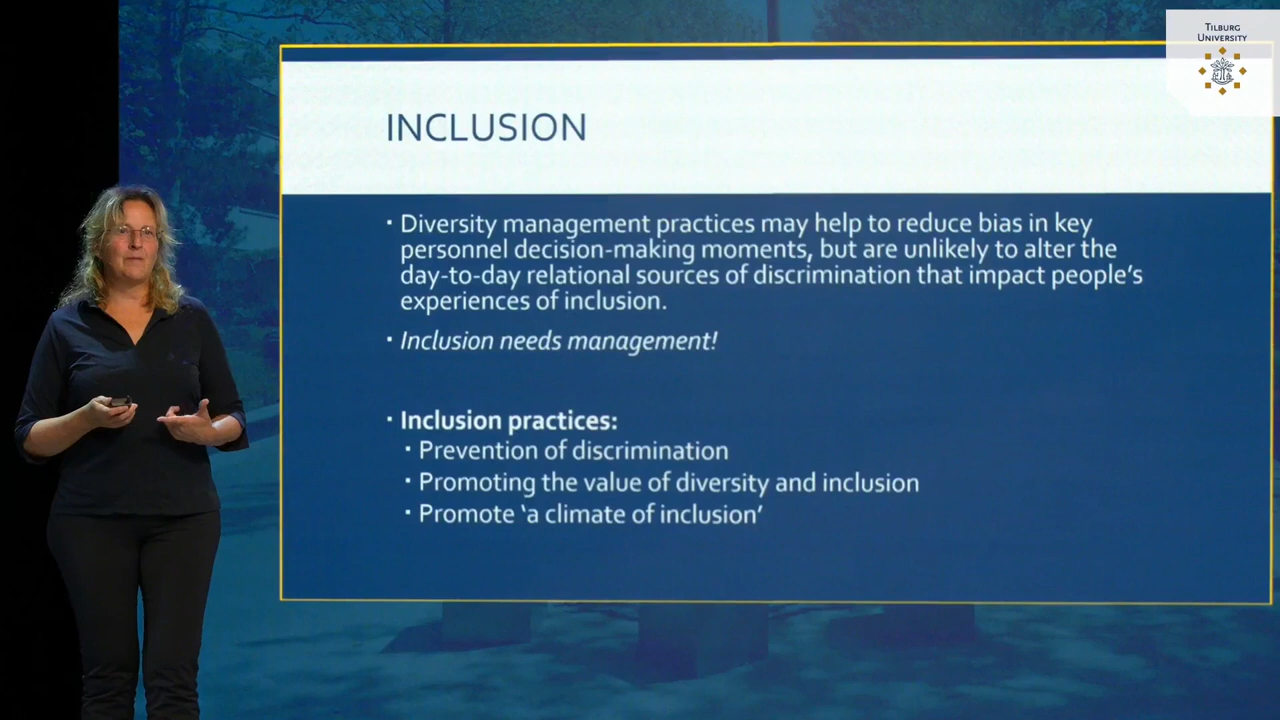 TILBURG
UNIVERSITY
INCLUSION
▪ Diversity management practices may help to reduce bias in key
personnel decision-making moments, but are unlikely to alter the
day-to-day relational sources of discrimination that impact people’s
experiences of inclusion.
▪ Inclusion needs management!
▪ Inclusion practices:
▪ Prevention of discrimination
▪ Promoting the value of diversity and inclusion
▪ Promote ‘a climate of inclusion’